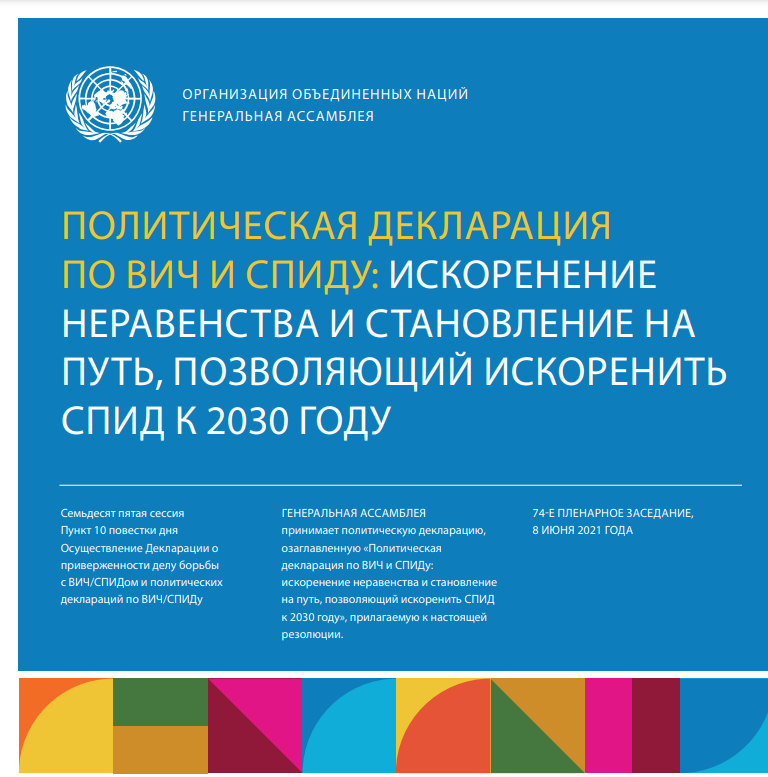 ОРГАНИЗАЦИЯ ОБЪЕДИНЕННЫХ НАЦИЙ
ГЕНЕРАЛЬНАЯ АССАМБЛЕЯ
ПОЛИТИЧЕСКАЯ ДЕКЛАРАЦИЯ
ПО ВИЧ И СПИДУ: ИСКОРЕНЕНИЕ
НЕРАВЕНСТВА И СТАНОВЛЕНИЕ НА
ПУТЬ, ПОЗВОЛЯЮЩИЙ ИСКОРЕНИТЬ
СПИД К 2030 ГОДУ
Семьдесят пятая сессия
Пункт 10 повестки дня
Осуществление Декларации о
приверженности делу борьбы
с ВИЧ/СПИДом и политических
деклараций по ВИЧ/СПИДу
ГЕНЕРАЛЬНАЯ АССАМБЛЕЯ
принимает политическую декларацию,
озаглавленную «Политическая
декларация по ВИЧ и СПИДу:
искоренение неравенства и становление
на путь, позволяющий искоренить СПИД
к 2030 году», прилагаемую к настоящей
резолюции.
74-Е ПЛЕНАРНОЕ ЗАСЕДАНИЕ,
8 ИЮНЯ 2021 ГОДА